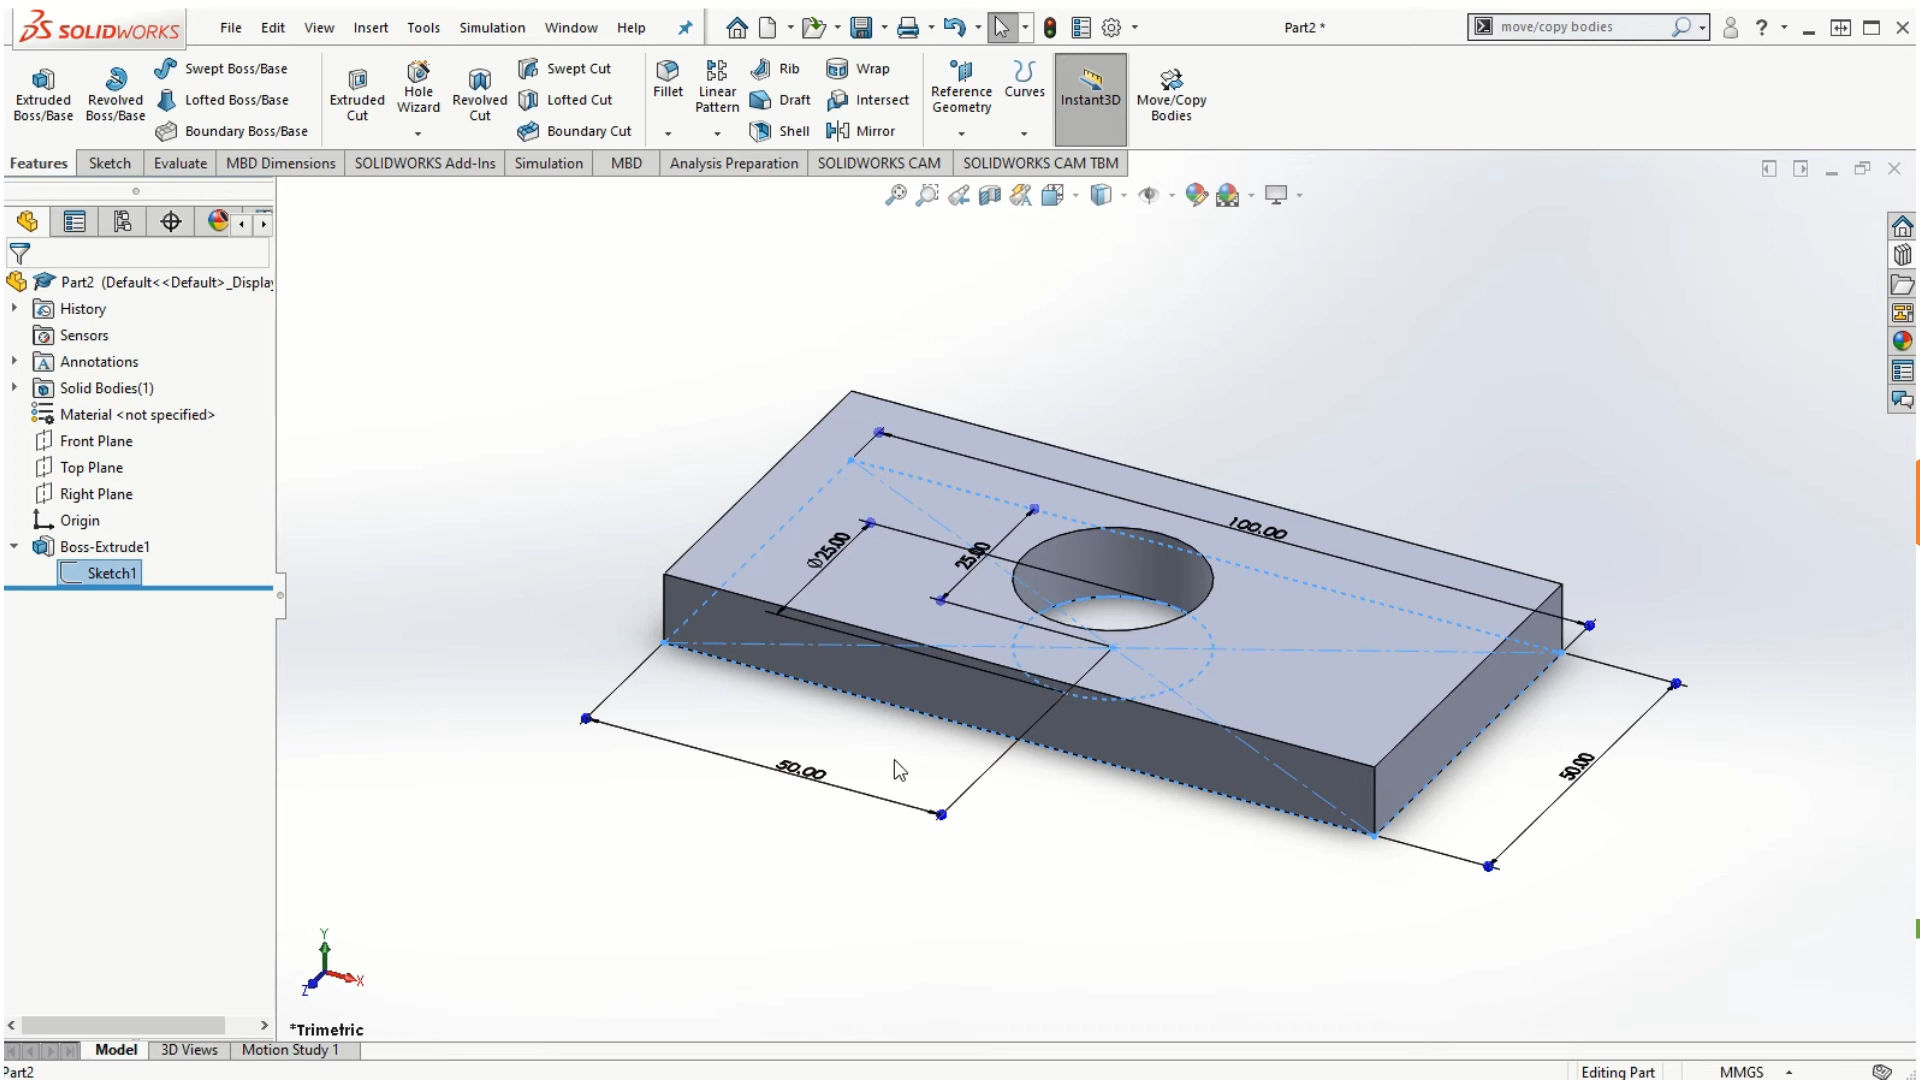 SOLIDWORKS
File Edit View Insert Tools Simulation Window Help
Part2 *
move/copy bodies
Extruded Boss/Base
Revolved Boss/Base
Swept Boss/Base
Lofted Boss/Base
Boundary Boss/Base
Extruded Cut
Hole Wizard
Revolved Cut
Swept Cut
Lofted Cut
Boundary Cut
Fillet
Linear Pattern
Rib
Draft
Shell
Wrap
Intersect
Mirror
Reference Geometry
Curves
Instant3D
Move/Copy Bodies
Features Sketch Evaluate MBD Dimensions SOLIDWORKS Add-Ins Simulation MBD Analysis Preparation SOLIDWORKS CAM SOLIDWORKS CAM TBM
Part2 (Default<<Default>_Display
History
Sensors
Annotations
Solid Bodies(1)
Material <not specified>
Front Plane
Top Plane
Right Plane
Origin
Boss-Extrude1
Sketch1
100.00
Ø25.00
25.00
50.00
50.00
Y
X
Z
*Trimetric
Model 3D Views Motion Study 1
Part2
Editing Part MMGS